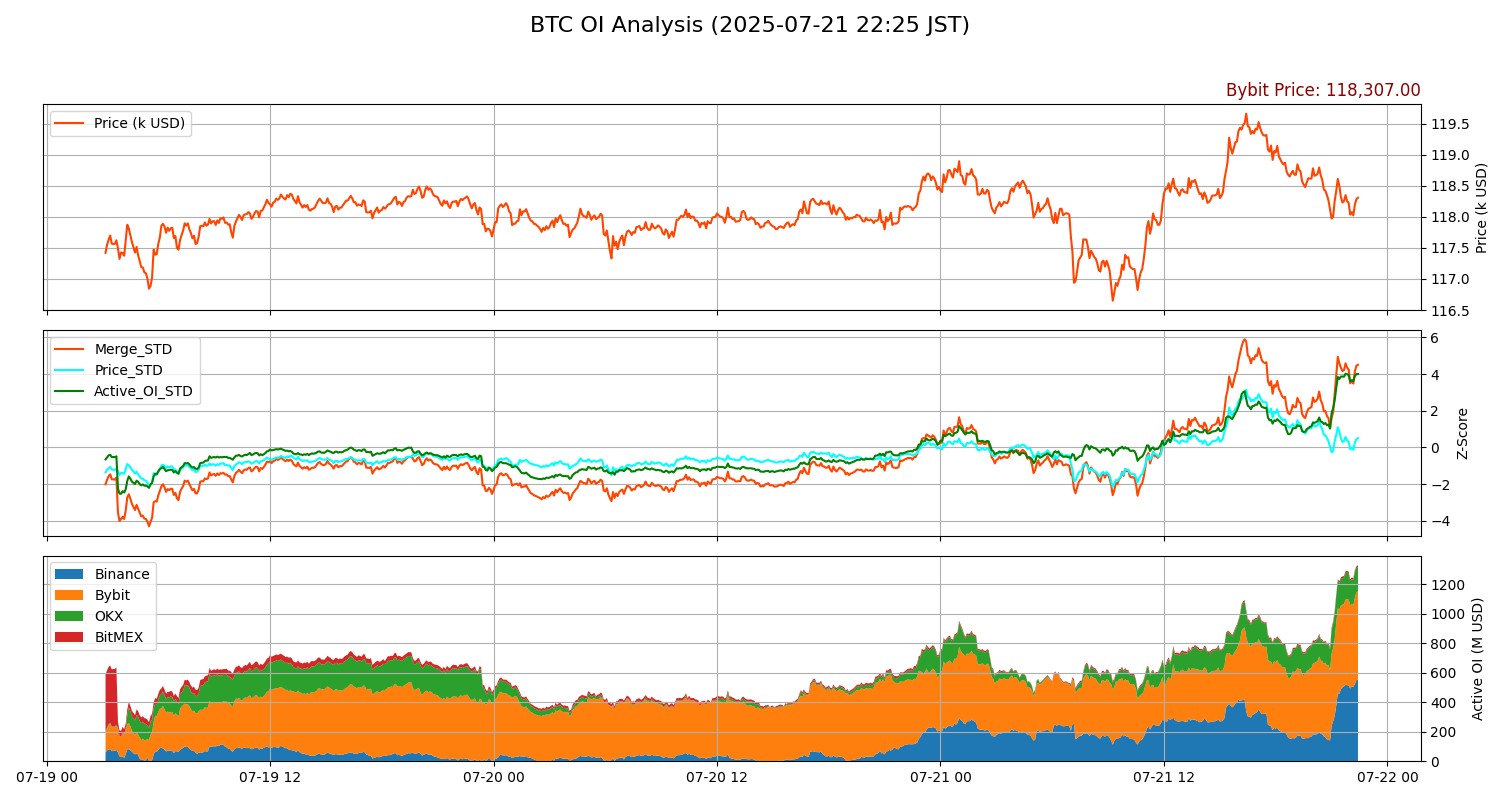 BTC OI Analysis (2025-07-21 22:25 JST)
Bybit Price: 118,307.00
Price (k USD)
119.5
119.0
118.5
118.0
117.5
117.0
116.5
Price (k USD)
Merge_STD
Price_STD
Active_OI_STD
6
4
2
0
−2
−4
Z-Score
Binance
Bybit
OKX
BitMEX
1200
1000
800
600
400
200
0
Active OI (M USD)
07-19 00
07-19 12
07-20 00
07-20 12
07-21 00
07-21 12
07-22 00